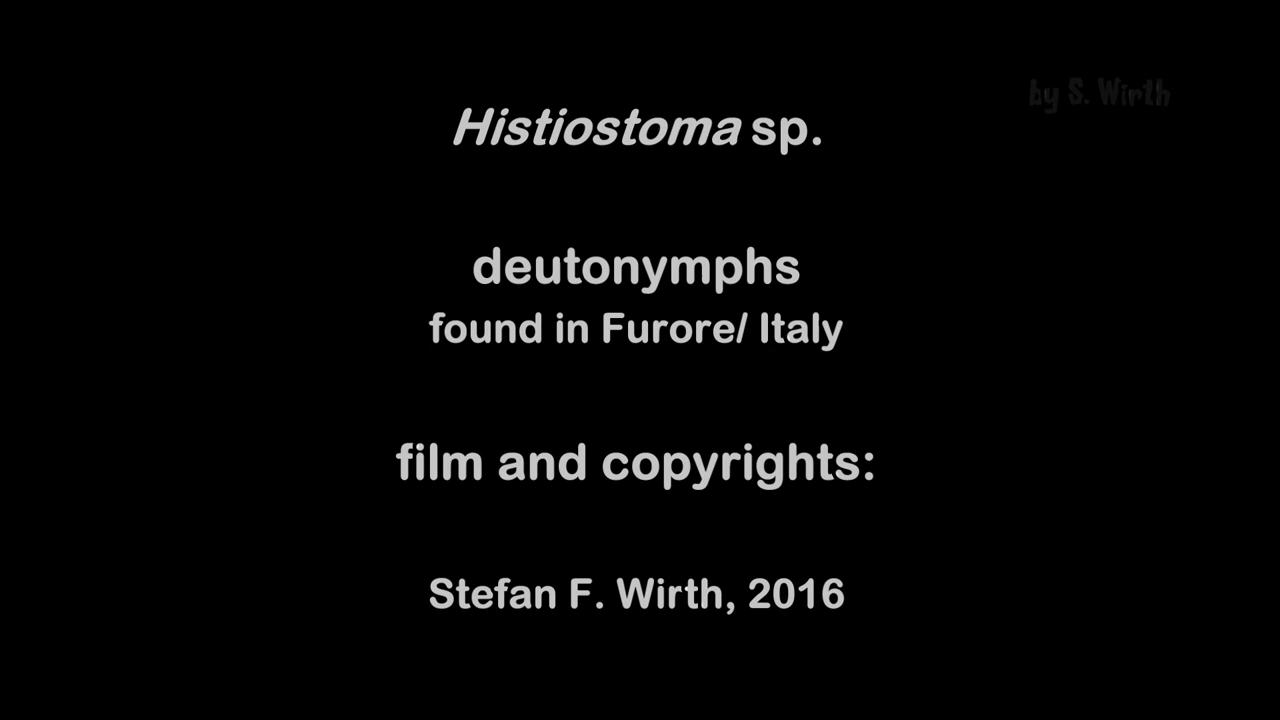 by S. Wirth
Histiostoma sp.
deutonymphs
found in Furore/ Italy
film and copyrights:
Stefan F. Wirth, 2016